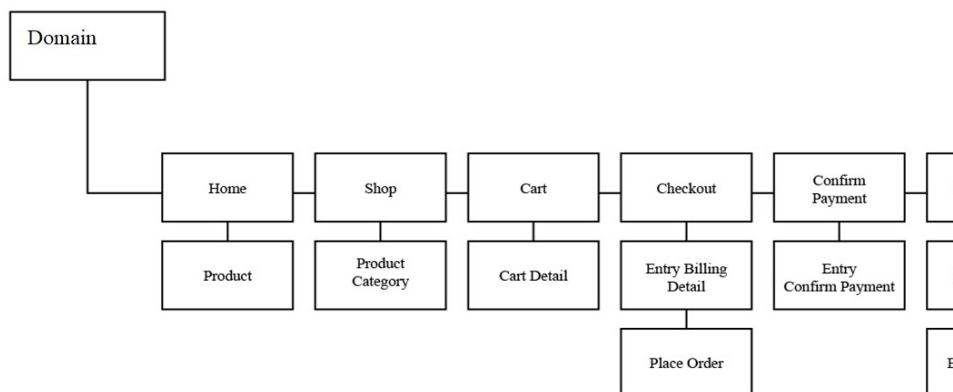 Domain
Home
Shop
Cart
Checkout
Confirm
Payment
Product
Product
Category
Cart Detail
Entry Billing
Detail
Entry
Confirm Payment
Place Order